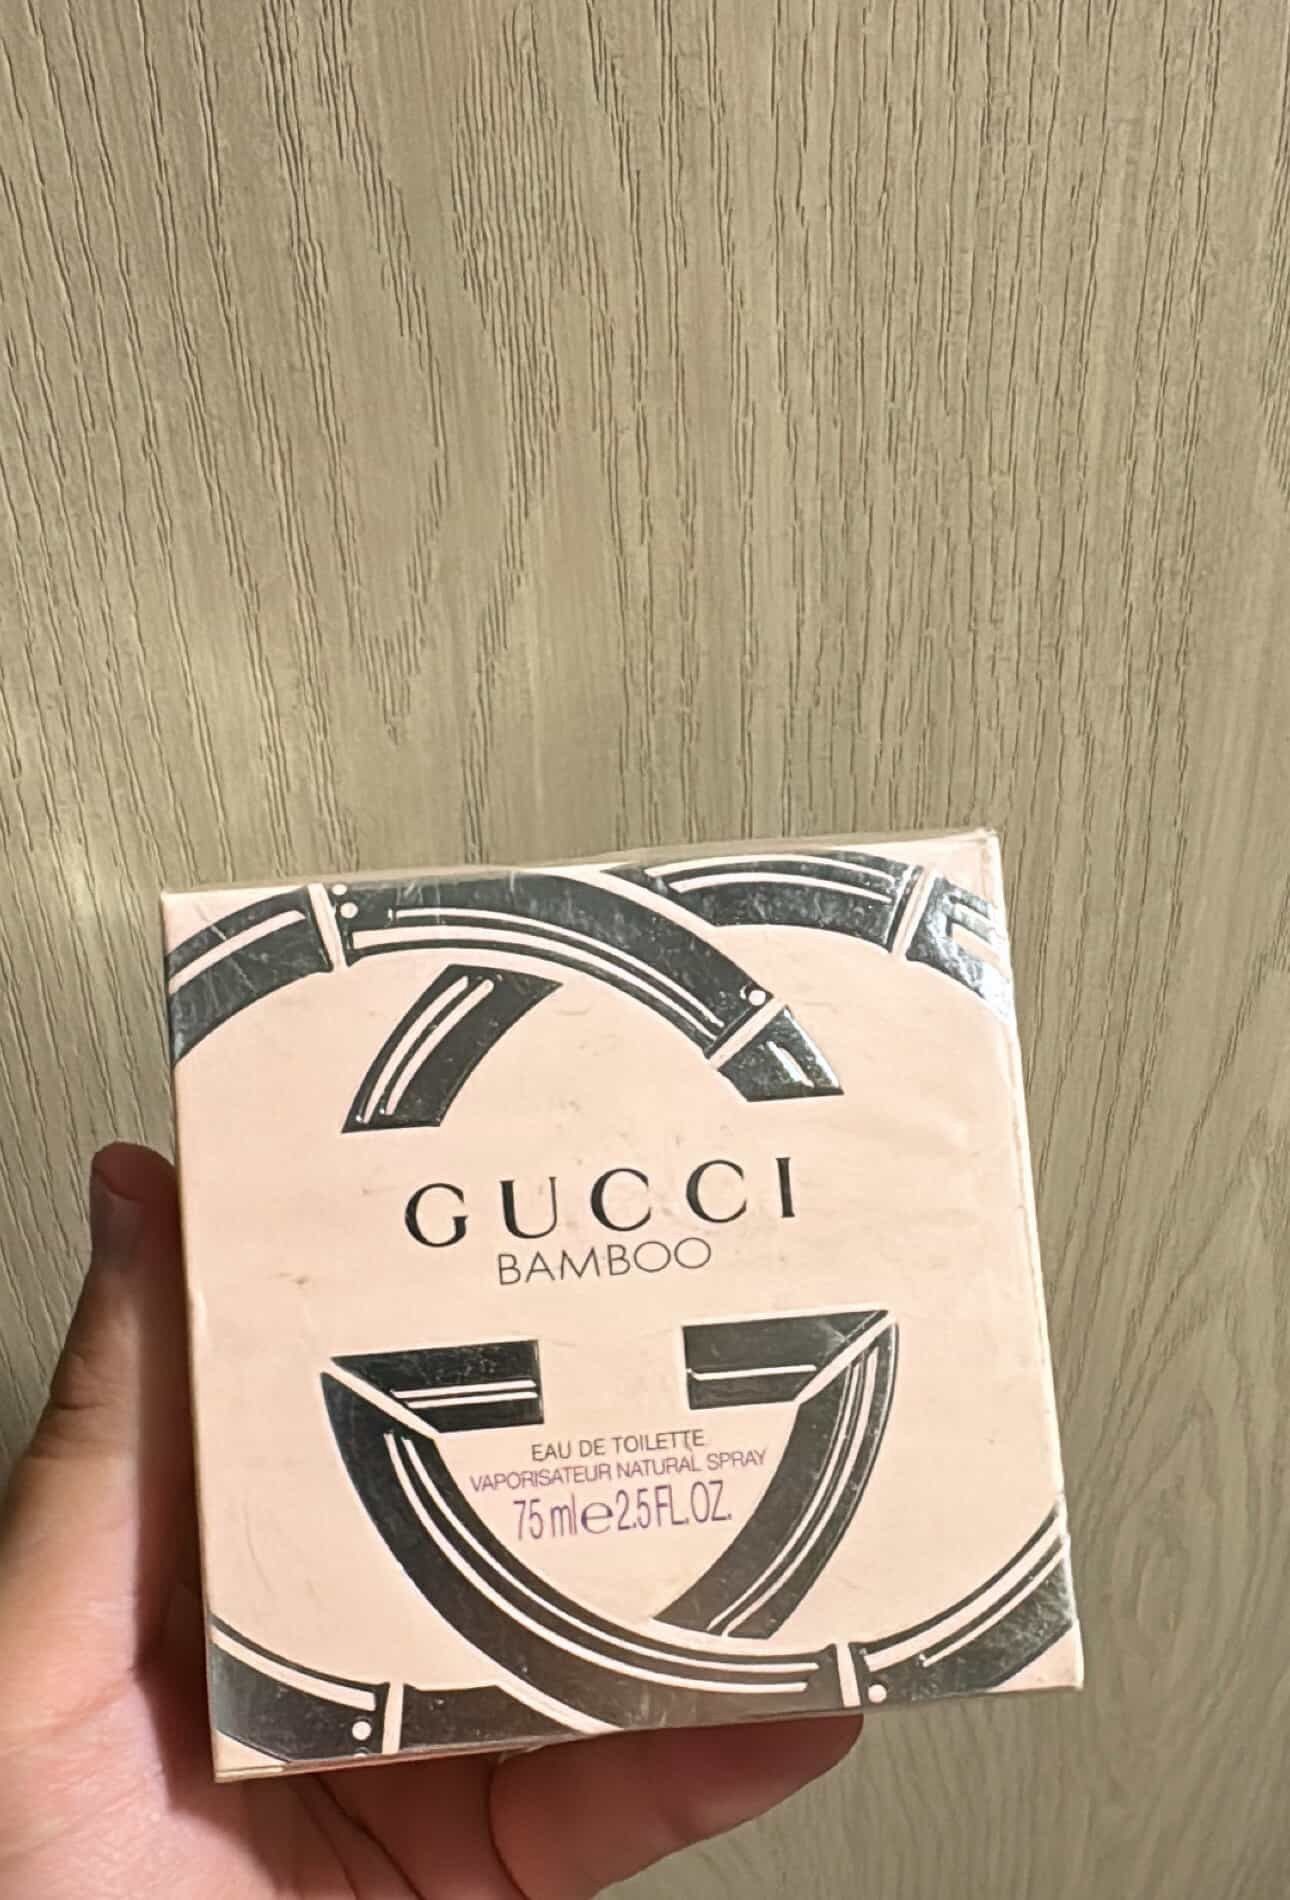 GUCCI
BAMBOO
EAU DE TOILETTE
VAPORISATEUR NATURAL SPRAY
75 ml e 2.5 FL.OZ.